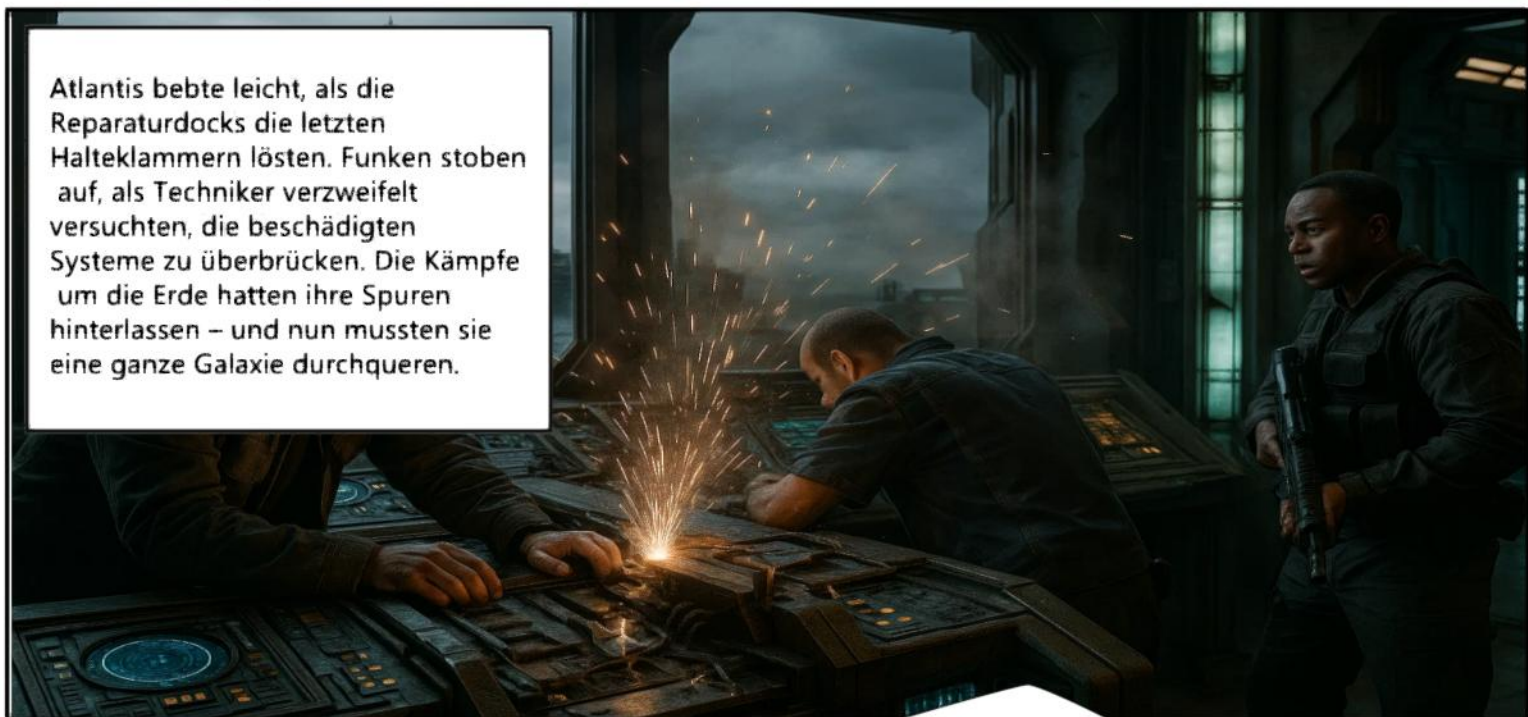 Atlantis bebte leicht, als die
Reparaturdocks die letzten
Halteklammern lösten. Funken stoben
auf, als Techniker verzweifelt
versuchten, die beschädigten
Systeme zu überbrücken. Die Kämpfe
um die Erde hatten ihre Spuren
hinterlassen – und nun mussten sie
eine ganze Galaxie durchqueren.